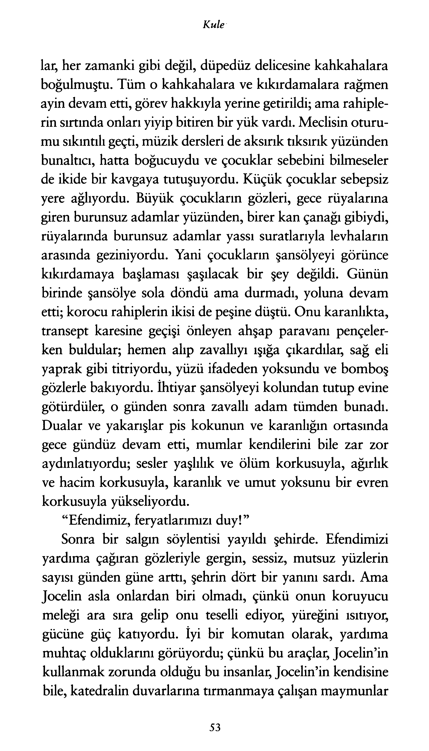 Kule
lar, her zamanki gibi değil, düpedüz delicesine kahkahalara
boğulmuştu. Tüm o kahkahalara ve kıkırdamalara rağmen
ayin devam etti, görev hakkıyla yerine getirildi; ama rahiple-
rin sırtında onları yiyip bitiren bir yük vardı. Meclisin oturu-
mu sıkıntılı geçti, müzik dersleri de aksırık tıksırık yüzünden
bunaltıcı, hatta boğucuydu ve çocuklar sebebini bilmeseler
de ikide bir kavgaya tutuşuyordu. Küçük çocuklar sebepsiz
yere ağlıyordu. Büyük çocukların gözleri, gece rüyalarına
giren burunsuz adamlar yüzünden, birer kan çanağı gibiydi,
rüyalarında burunsuz adamlar yassı suratlarıyla levhaların
arasında geziniyordu. Yani çocukların şansölyeyi görünce
kıkırdamaya başlaması şaşılacak bir şey değildi. Günün
birinde şansölye sola döndü ama durmadı, yoluna devam
etti; korocu rahiplerin ikisi de peşine düştü. Onu karanlıkta,
transept karesine geçişi önleyen ahşap paravanı pençeler-
ken buldular; hemen alıp zavallıyı ışığa çıkardılar, sağ eli
yaprak gibi titriyordu, yüzü ifadeden yoksundu ve bomboş
gözlerle bakıyordu. İhtiyar şansölyeyi kolundan tutup evine
götürdüler, o günden sonra zavallı adam tümden bunadı.
Dualar ve yakarışlar pis kokunun ve karanlığın ortasında
gece gündüz devam etti, mumlar kendilerini bile zar zor
aydınlatıyordu; sesler yaşlılık ve ölüm korkusuyla, ağırlık
ve hacim korkusuyla, karanlık ve umut yoksunu bir evren
korkusuyla yükseliyordu.
“Efendimiz, feryatlarımızı duy!”
Sonra bir salgın söylentisi yayıldı şehirde. Efendimizi
yardıma çağıran gözleriyle gergin, sessiz, mutsuz yüzlerin
sayısı günden güne arttı, şehrin dört bir yanını sardı. Ama
Jocelin asla onlardan biri olmadı, çünkü onun koruyucu
meleği ara sıra gelip onu teselli ediyor, yüreğini ısıtıyor,
gücüne güç katıyordu. İyi bir komutan olarak, yardıma
muhtaç olduklarını görüyordu; çünkü bu araçlar, Jocelin’in
kullanmak zorunda olduğu bu insanlar, Jocelin’in kendisine
bile, katedralin duvarlarına tırmanmaya çalışan maymunlar
53